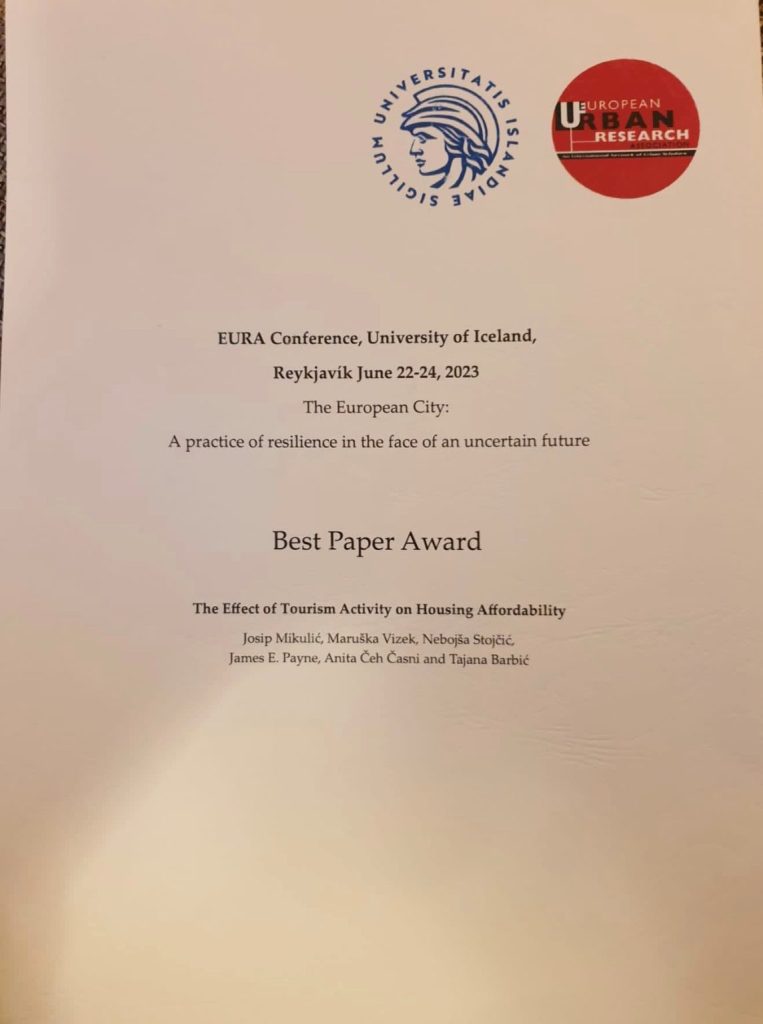 SIGILLUM UNIVERSITATIS ISLANDIAE
EUROPEAN
URBAN
RESEARCH
ASSOCIATION
EURA Conference, University of Iceland,
Reykjavík June 22-24, 2023
The European City:
A practice of resilience in the face of an uncertain future
Best Paper Award
The Effect of Tourism Activity on Housing Affordability
Josip Mikulić, Maruška Vizek, Nebojša Stojčić,
James E. Payne, Anita Čeh Časni and Tajana Barbić